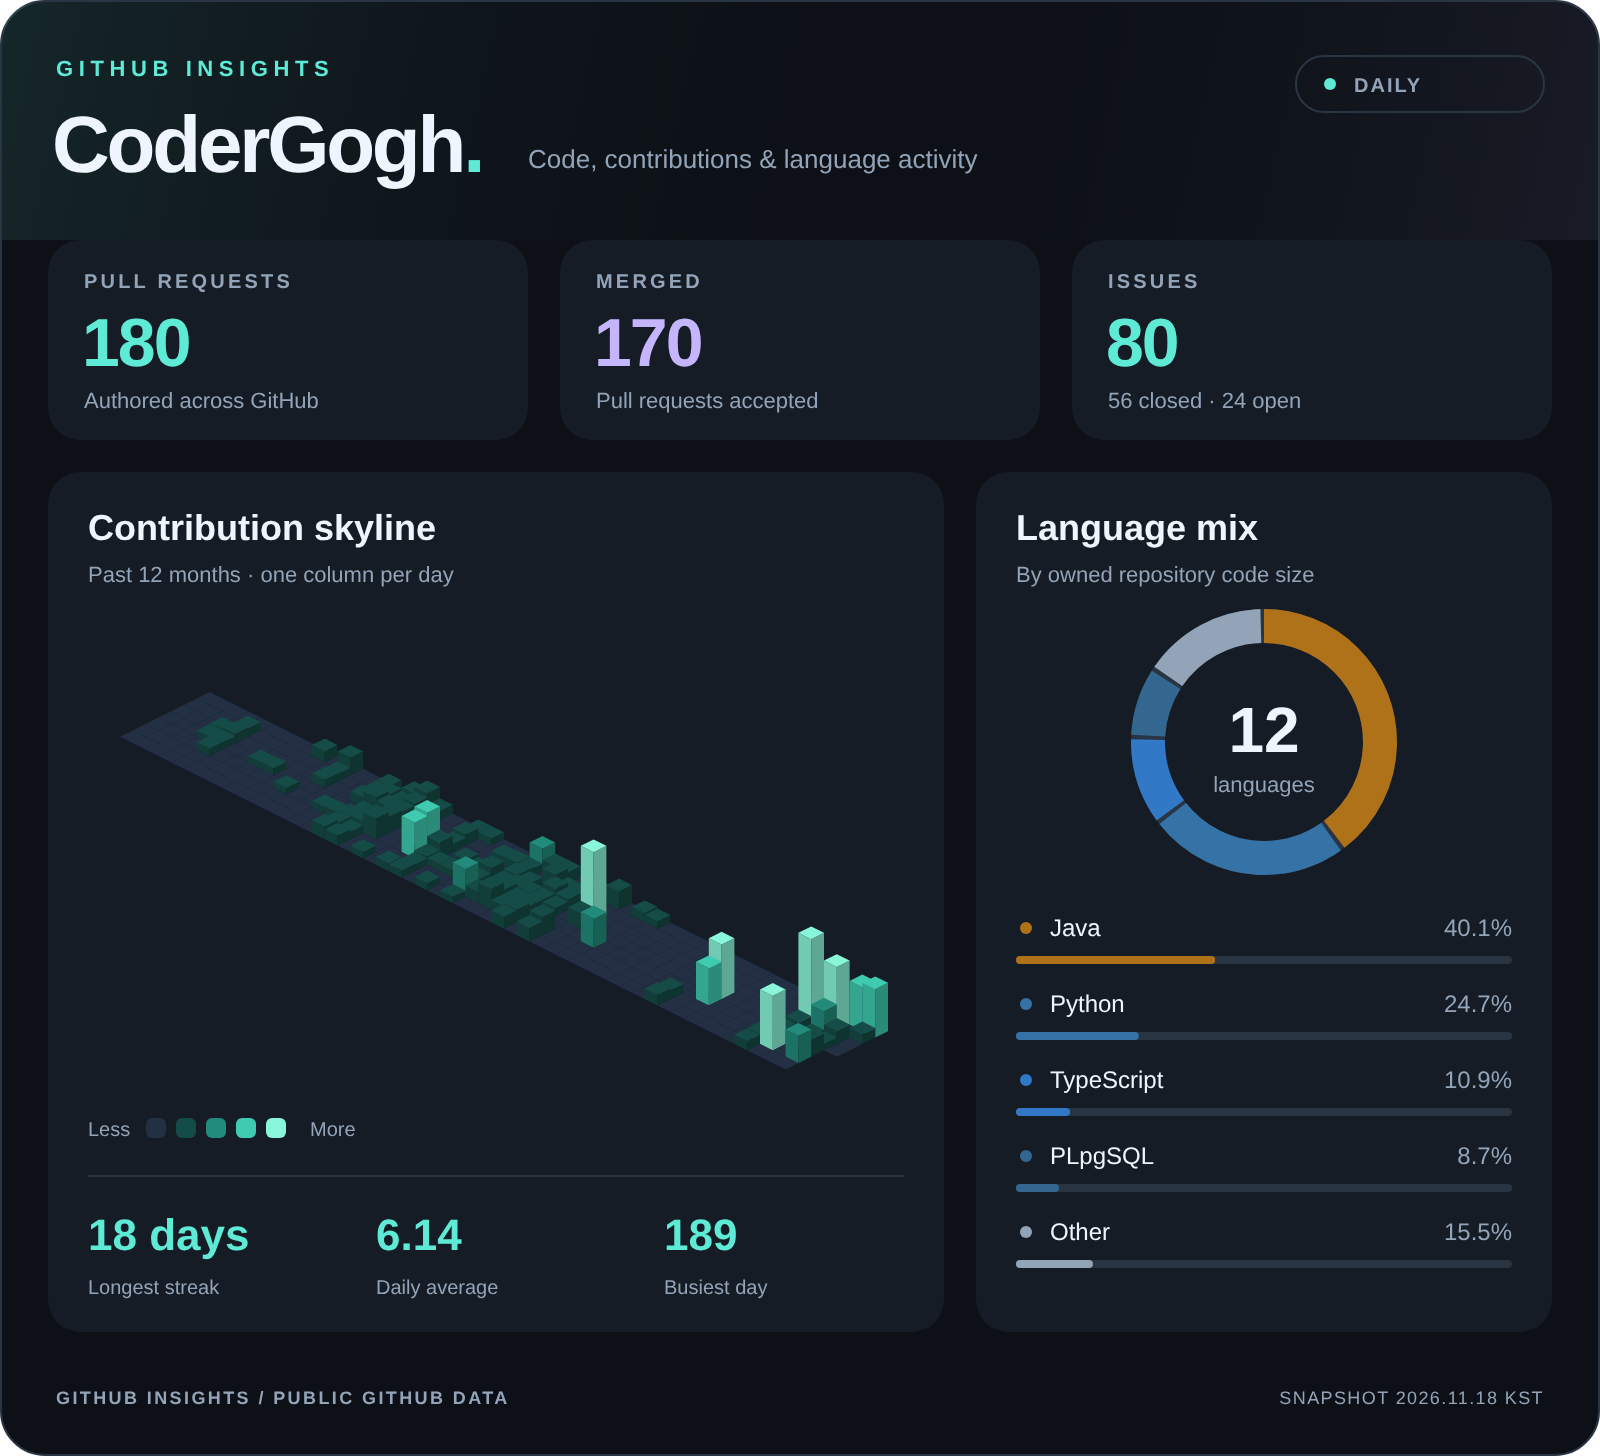 GITHUB INSIGHTS
DAILY
CoderGogh.
Code, contributions & language activity
PULL REQUESTS
180
Authored across GitHub
MERGED
170
Pull requests accepted
ISSUES
80
56 closed · 24 open
Contribution skyline
Past 12 months · one column per day
Less
More
18 days
Longest streak
6.14
Daily average
189
Busiest day
Language mix
By owned repository code size
12
languages
Java 40.1%
Python 24.7%
TypeScript 10.9%
PLpgSQL 8.7%
Other 15.5%
GITHUB INSIGHTS / PUBLIC GITHUB DATA
SNAPSHOT 2026.11.18 KST